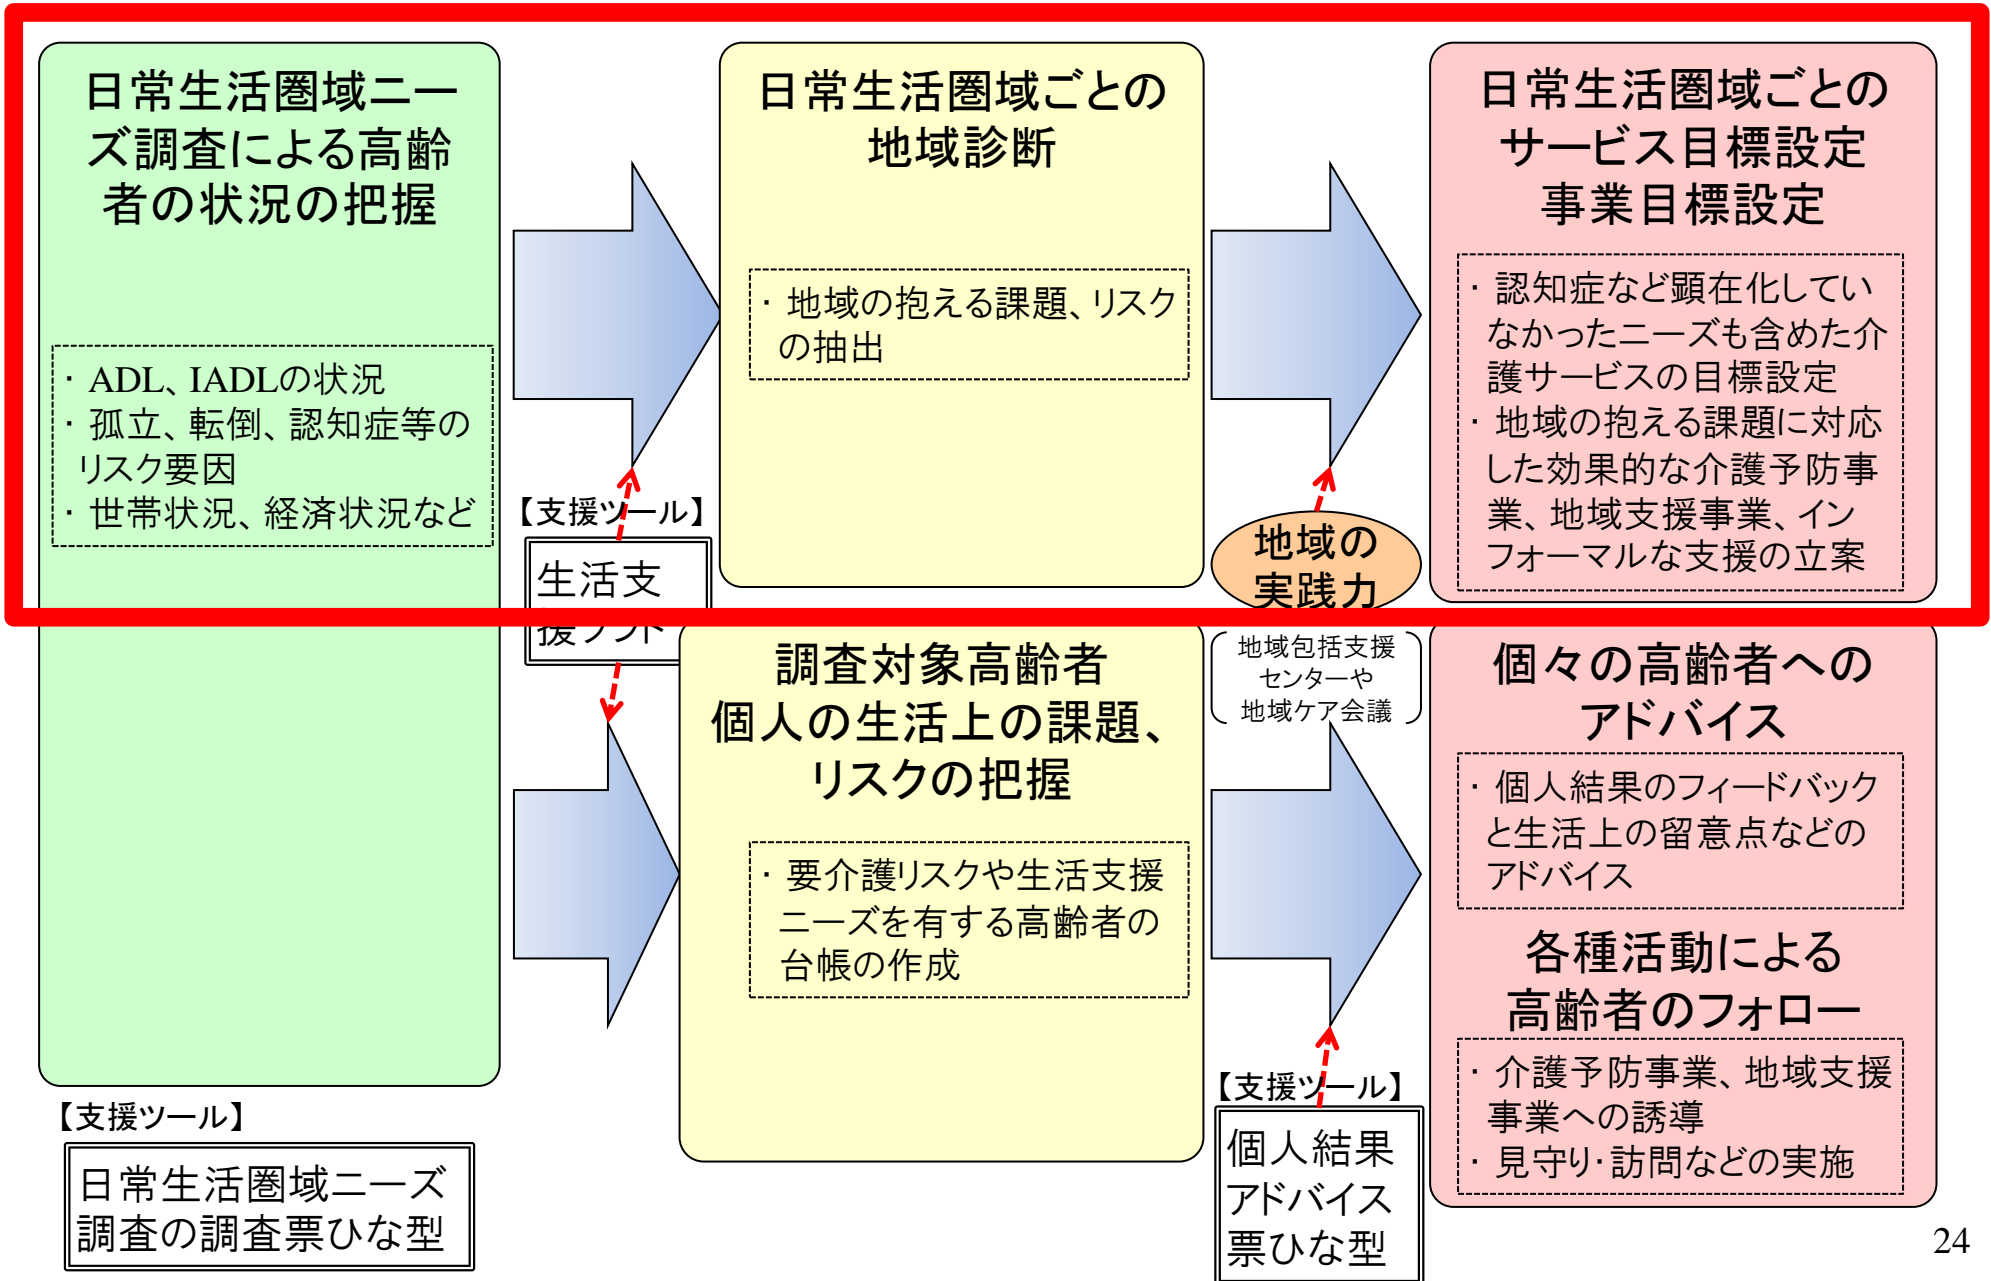 日常生活圏域ニー
ズ調査による高齢
者の状況の把握
・ADL、IADLの状況
・孤立、転倒、認知症等の
リスク要因
・世帯状況、経済状況など
【支援ツール】
日常生活圏域ニーズ
調査の調査票ひな型
【支援ツール】
生活支
援ソフト
日常生活圏域ごとの
地域診断
・地域の抱える課題、リスク
の抽出
調査対象高齢者
個人の生活上の課題、
リスクの把握
・要介護リスクや生活支援
ニーズを有する高齢者の
台帳の作成
地域の
実践力
地域包括支援
センターや
地域ケア会議
【支援ツール】
個人結果
アドバイス
票ひな型
日常生活圏域ごとの
サービス目標設定
事業目標設定
・認知症など顕在化してい
なかったニーズも含めた介
護サービスの目標設定
・地域の抱える課題に対応
した効果的な介護予防事
業、地域支援事業、イン
フォーマルな支援の立案
個々の高齢者への
アドバイス
・個人結果のフィードバック
と生活上の留意点などの
アドバイス
各種活動による
高齢者のフォロー
・介護予防事業、地域支援
事業への誘導
・見守り・訪問などの実施
24